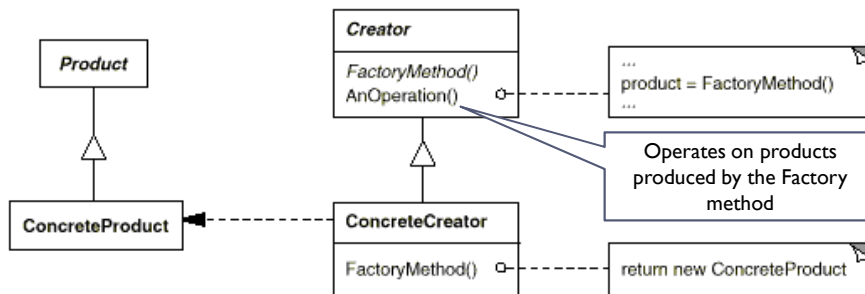 Creator
Product
FactoryMethod()
AnOperation()
...
product = FactoryMethod()
...
Operates on products
produced by the Factory
method
ConcreteProduct
ConcreteCreator
FactoryMethod()
return new ConcreteProduct